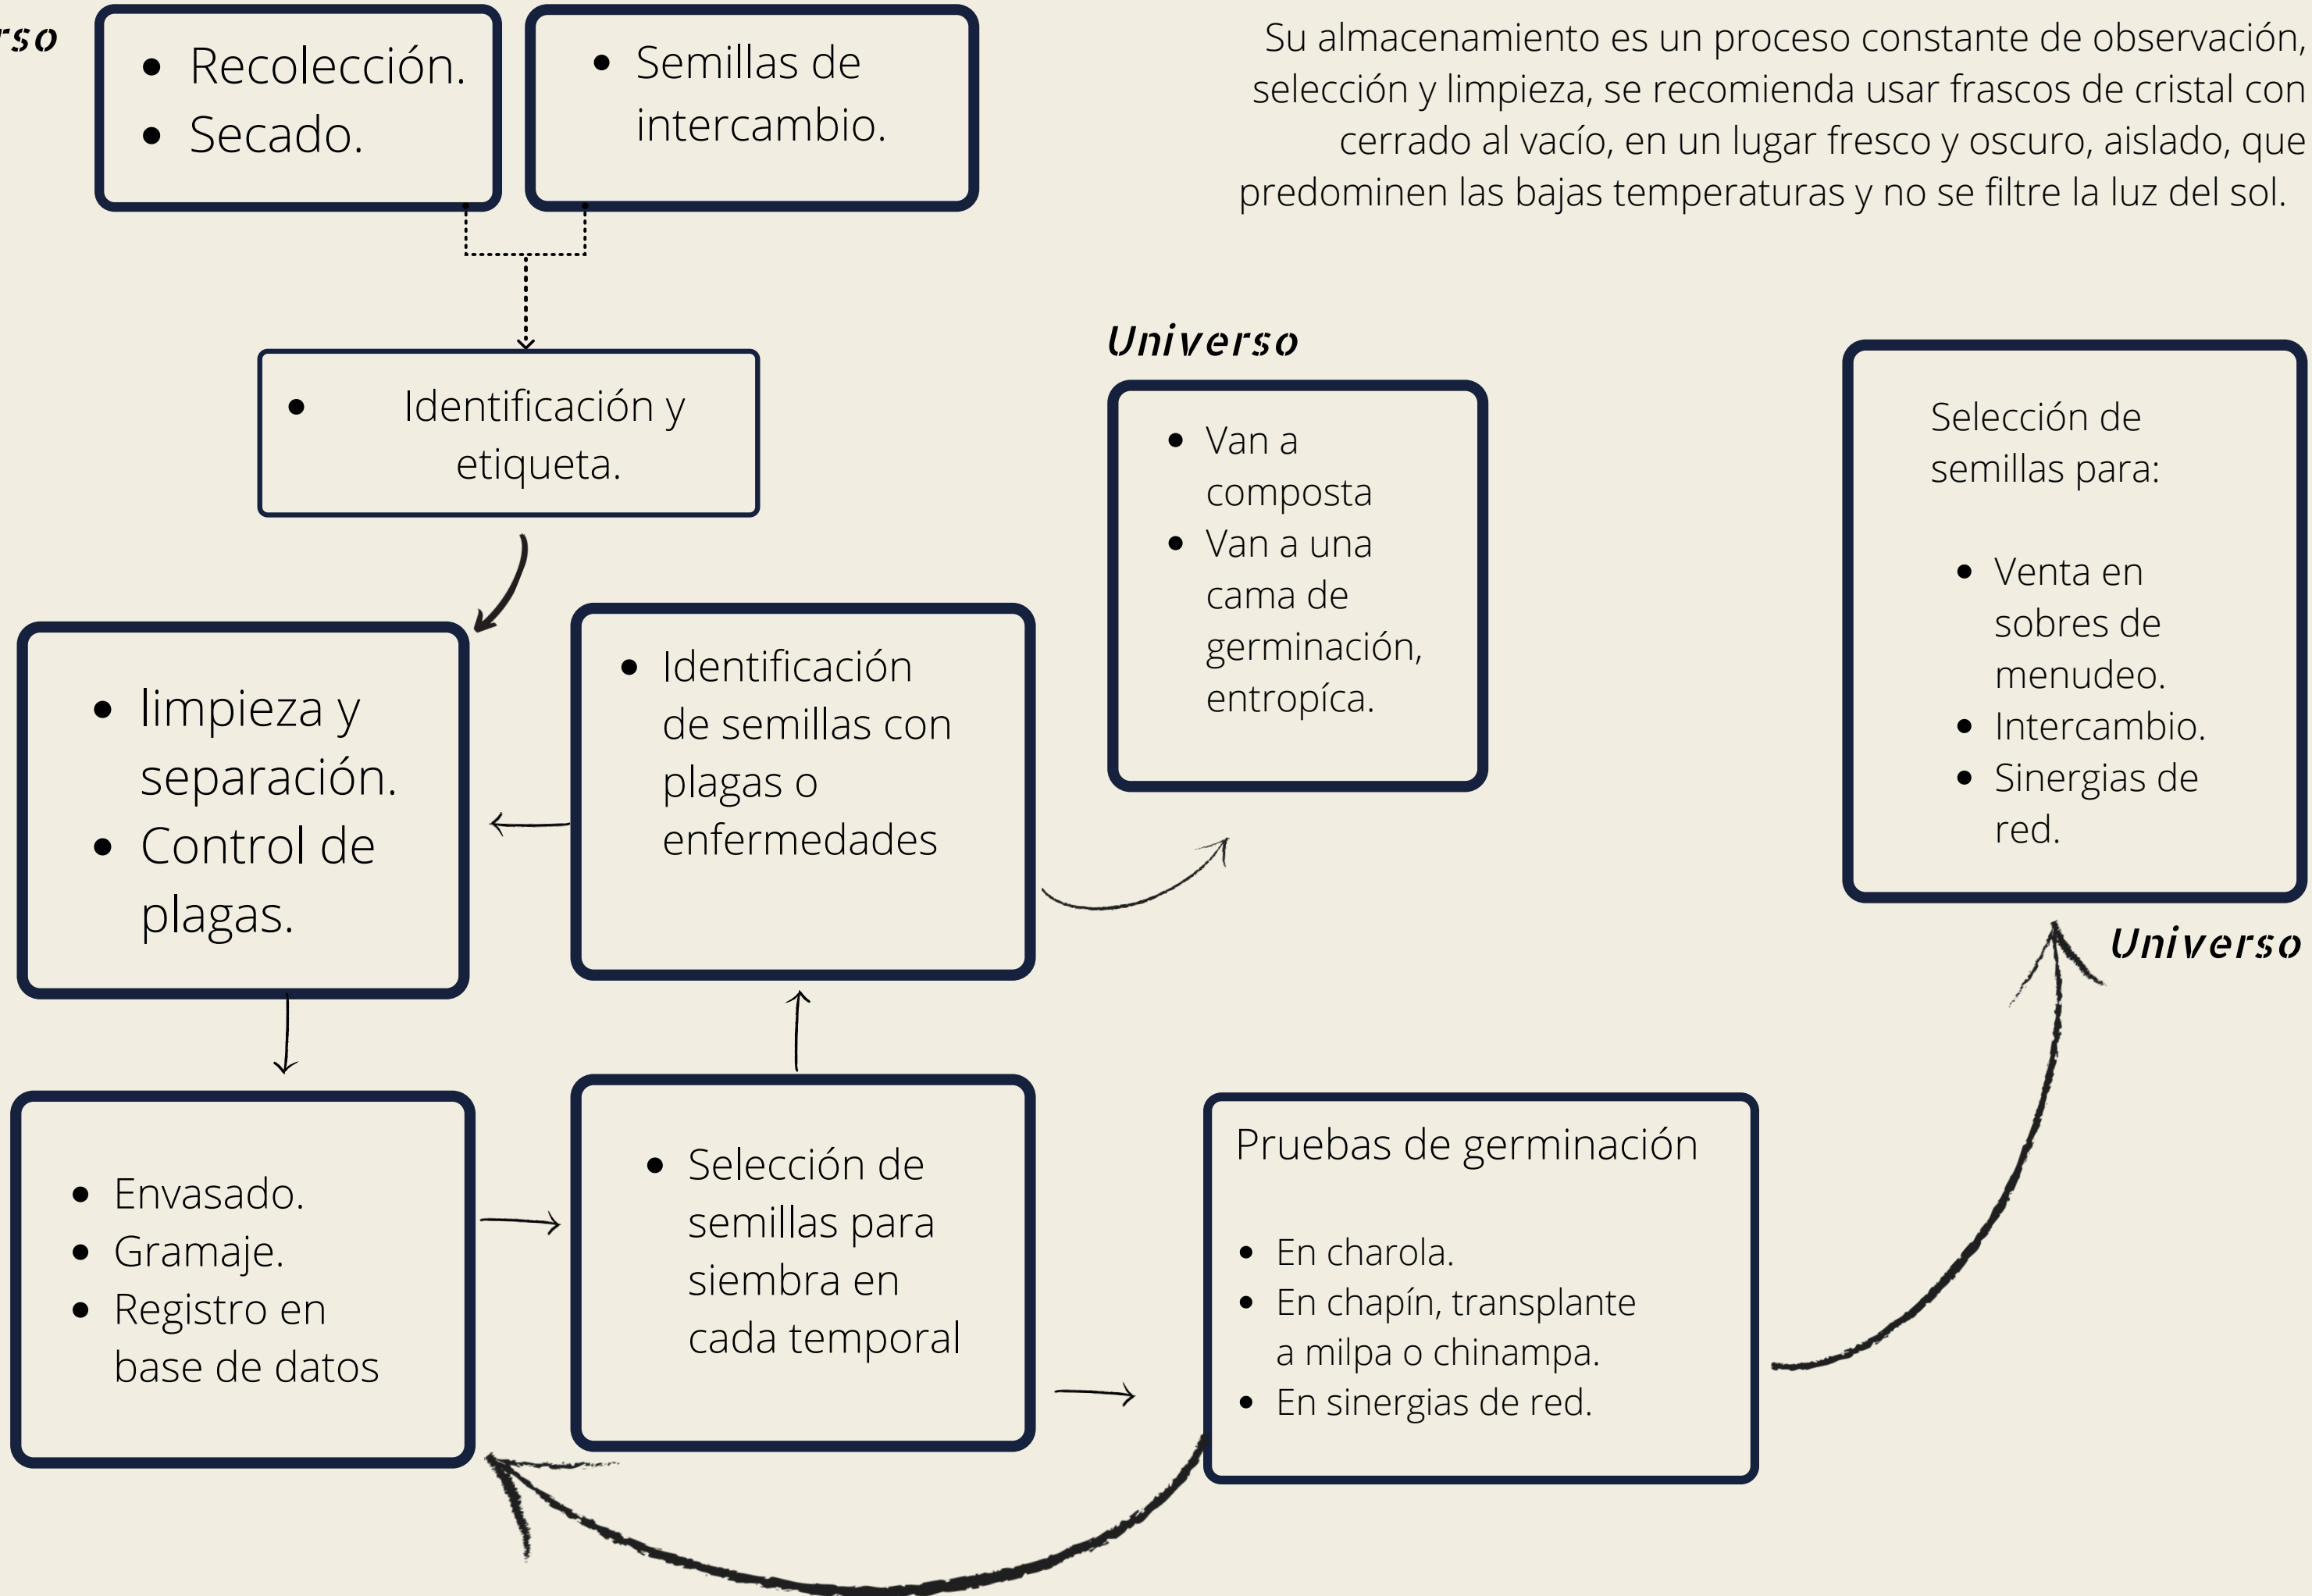 rso
Recolección.
Secado.
Semillas de
intercambio.
Su almacenamiento es un proceso constante de observación,
selección y limpieza, se recomienda usar frascos de cristal con
cerrado al vacío, en un lugar fresco y oscuro, aislado, que
predominen las bajas temperaturas y no se filtre la luz del sol.
Identificación y
etiqueta.
Universo
Van a
composta
Van a una
cama de
germinación,
entropíca.
Selección de
semillas para:
Venta en
sobres de
menudeo.
Intercambio.
Sinergias de
red.
Universo
limpieza y
separación.
Control de
plagas.
Identificación
de semillas con
plagas o
enfermedades
Envasado.
Gramaje.
Registro en
base de datos
Selección de
semillas para
siembra en
cada temporal
Pruebas de germinación
En charola.
En chapín, transplante
a milpa o chinampa.
En sinergias de red.